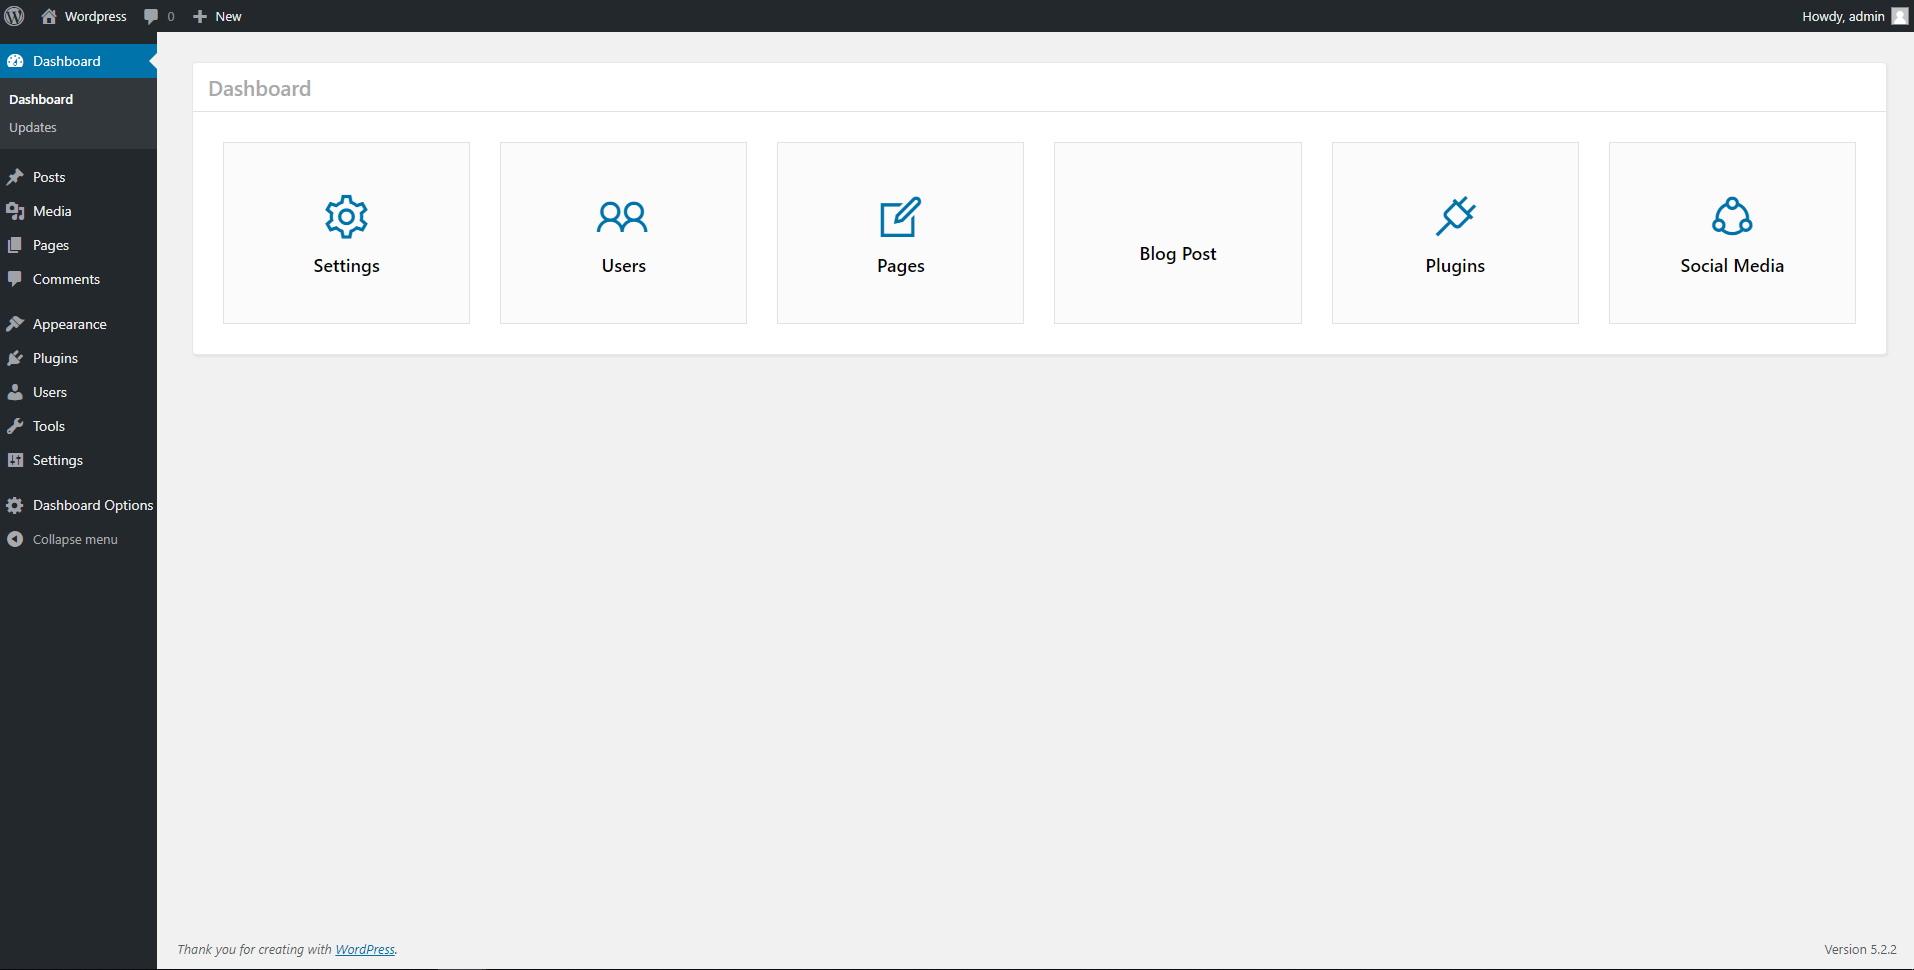 Wordpress 0 New Howdy, admin
Dashboard
Dashboard
Updates
Posts
Media
Pages
Comments
Appearance
Plugins
Users
Tools
Settings
Dashboard Options
Collapse menu
Dashboard
Settings
Users
Pages
Blog Post
Plugins
Social Media
Thank you for creating with WordPress.
Version 5.2.2